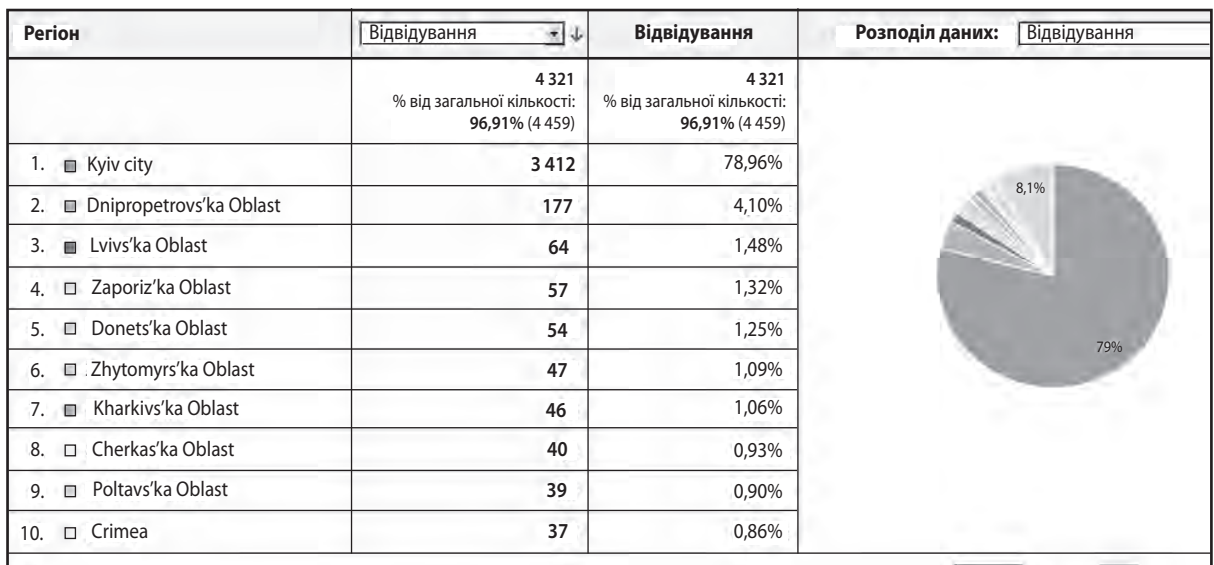 Регіон Відвідування Відвідування Розподіл даних: Відвідування
4 321 4 321
% від загальної кількості: % від загальної кількості:
96,91% (4 459) 96,91% (4 459)
1. Kyiv city 3 412 78,96%
2. Dnipropetrovs’ka Oblast 177 4,10%
3. Lvivs’ka Oblast 64 1,48%
4. Zaporiz’ka Oblast 57 1,32%
5. Donets’ka Oblast 54 1,25%
6. Zhytomyrs’ka Oblast 47 1,09%
7. Kharkivs’ka Oblast 46 1,06%
8. Cherkas’ka Oblast 40 0,93%
9. Poltavs’ka Oblast 39 0,90%
10. Crimea 37 0,86%
8,1%
79%